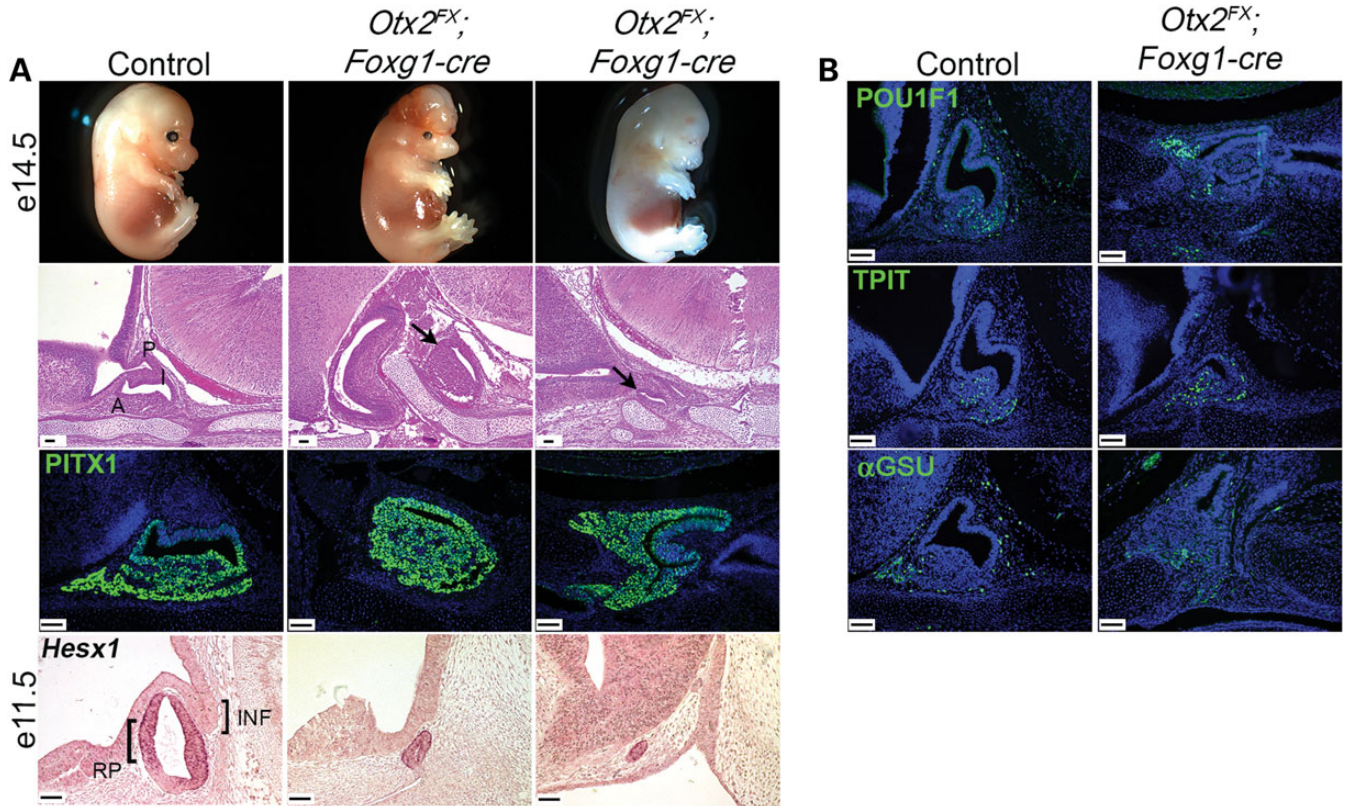 A
Control
Otx2FX;
Foxg1-cre
Otx2FX;
Foxg1-cre
e14.5
P
I
A
PITX1
e11.5
Hesx1
INF
RP
B
Control
Otx2FX;
Foxg1-cre
POU1F1
TPIT
αGSU